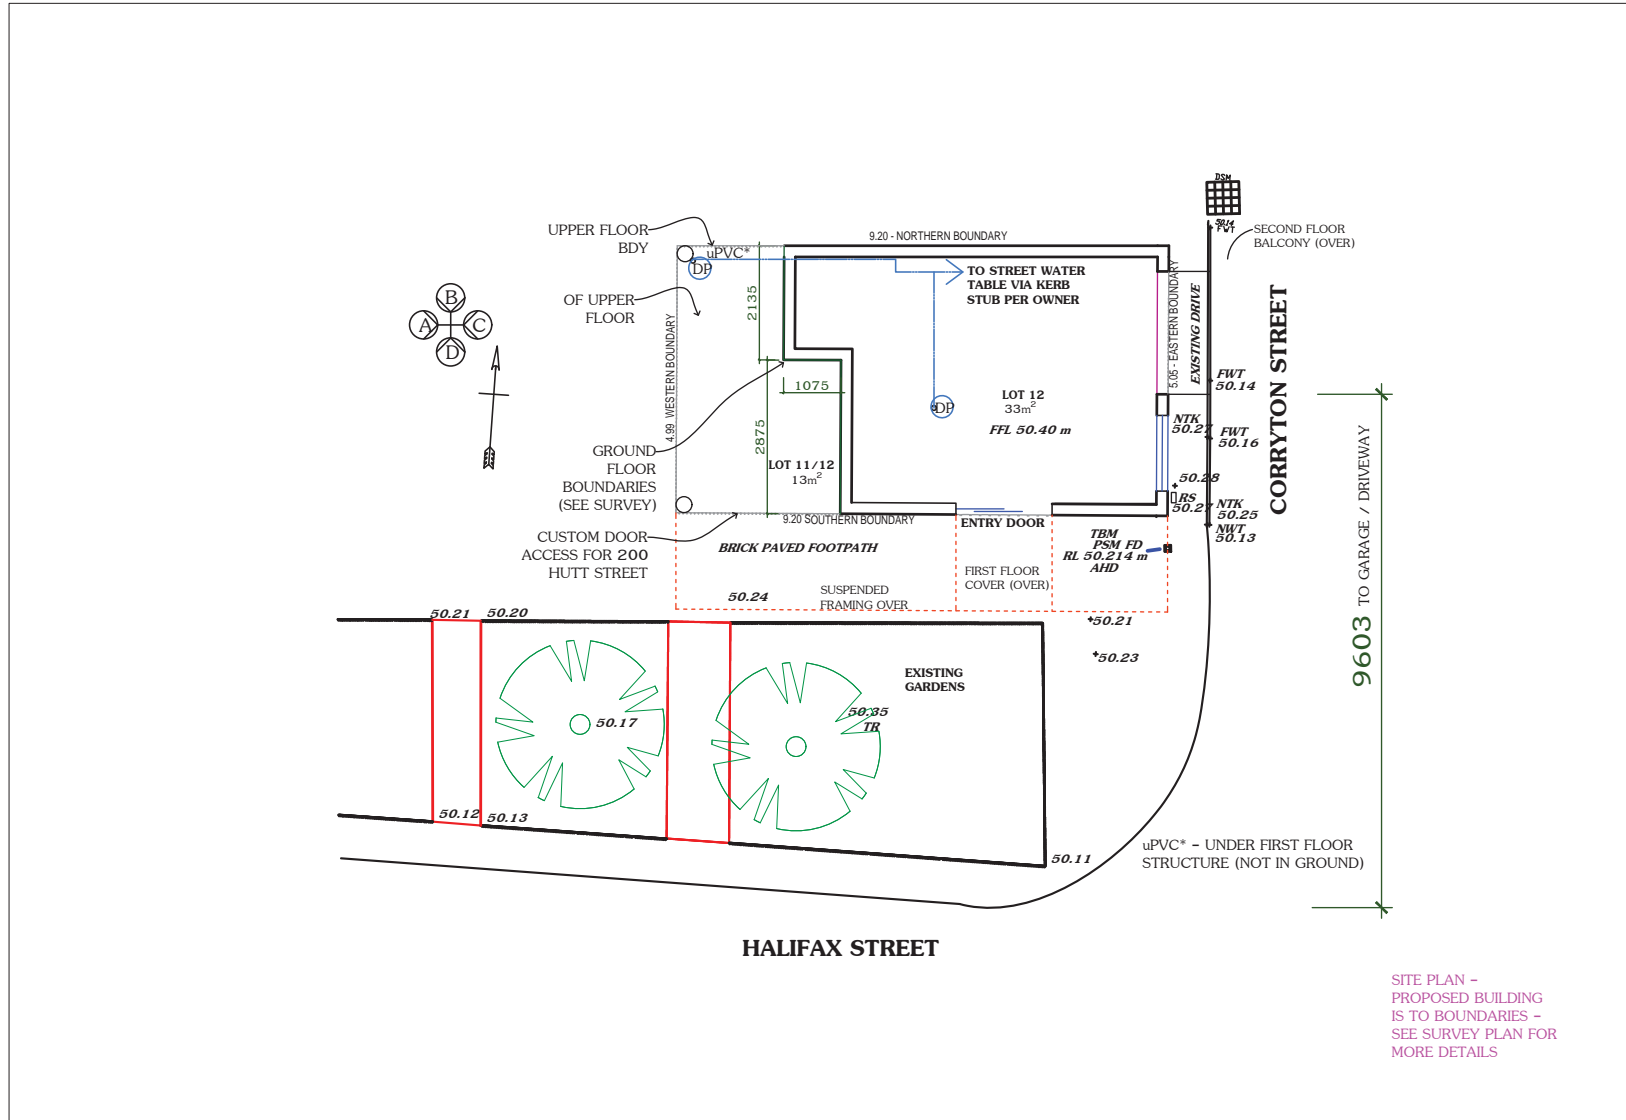 DSM
50.14
FWT
UPPER FLOOR
BDY
9.20 - NORTHERN BOUNDARY
SECOND FLOOR
BALCONY (OVER)
uPVC*
DP
TO STREET WATER
TABLE VIA KERB
STUB PER OWNER
OF UPPER
FLOOR
2135
B
A
C
D
4.99 WESTERN BOUNDARY
5.05 - EASTERN BOUNDARY
EXISTING DRIVE
CORRYTON STREET
FWT
50.14
1075
LOT 12
33m²
FFL 50.40 m
DP
NTK
50.27
FWT
50.16
2875
GROUND
FLOOR
BOUNDARIES
(SEE SURVEY)
LOT 11/12
13m²
50.28
RS
50.27
NTK
50.25
NWT
50.13
9.20 SOUTHERN BOUNDARY
ENTRY DOOR
CUSTOM DOOR
ACCESS FOR 200
HUTT STREET
BRICK PAVED FOOTPATH
TBM
PSM FD
RL 50.214 m
AHD
FIRST FLOOR
COVER (OVER)
SUSPENDED
FRAMING OVER
50.24
9603 TO GARAGE / DRIVEWAY
50.21
50.20
50.21
50.23
EXISTING
GARDENS
50.17
50.35
TR
50.12
50.13
50.11
uPVC* - UNDER FIRST FLOOR
STRUCTURE (NOT IN GROUND)
HALIFAX STREET
SITE PLAN -
PROPOSED BUILDING
IS TO BOUNDARIES -
SEE SURVEY PLAN FOR
MORE DETAILS